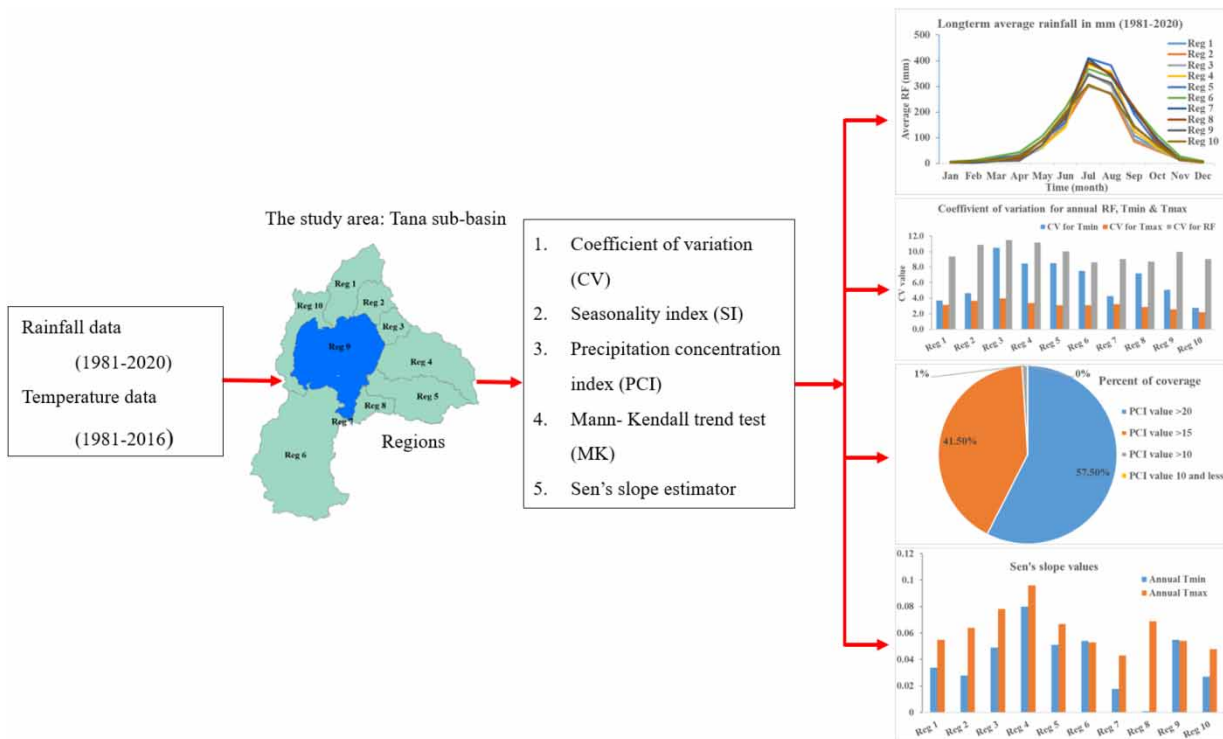 Rainfall data
(1981-2020)
Temperature data
(1981-2016)
The study area: Tana sub-basin
Reg 1
Reg 10
Reg 2
Reg 3
Reg 9
Reg 4
Reg 5
Reg 8
Reg 7
Reg 6
Regions
1. Coefficient of variation
(CV)
2. Seasonality index (SI)
3. Precipitation concentration
index (PCI)
4. Mann- Kendall trend test
(MK)
5. Sen's slope estimator
Longterm average rainfall in mm (1981-2020)
Average RF (mm)
500
400
300
200
100
0
Jan Feb Mar Apr May Jun Jul Aug Sep Oct Nov Dec
Time (month)
Reg 1
Reg 2
Reg 3
Reg 4
Reg 5
Reg 6
Reg 7
Reg 8
Reg 9
Reg 10
Coeffivient of variation for annual RF, Tmin & Tmax
CV for Tmin CV for Tmax CV for RF
CV value
12.0
10.0
8.0
6.0
4.0
2.0
0.0
Reg 1 Reg 2 Reg 3 Reg 4 Reg 5 Reg 6 Reg 7 Reg 8 Reg 9 Reg 10
Percent of coverage
1%
0%
41.50%
57.50%
PCI value >20
PCI value >15
PCI value >10
PCI value 10 and less
Sen's slope values
Annual Tmin
Annual Tmax
0.12
0.1
0.08
0.06
0.04
0.02
0
Reg 1 Reg 2 Reg 3 Reg 4 Reg 5 Reg 6 Reg 7 Reg 8 Reg 9 Reg 10